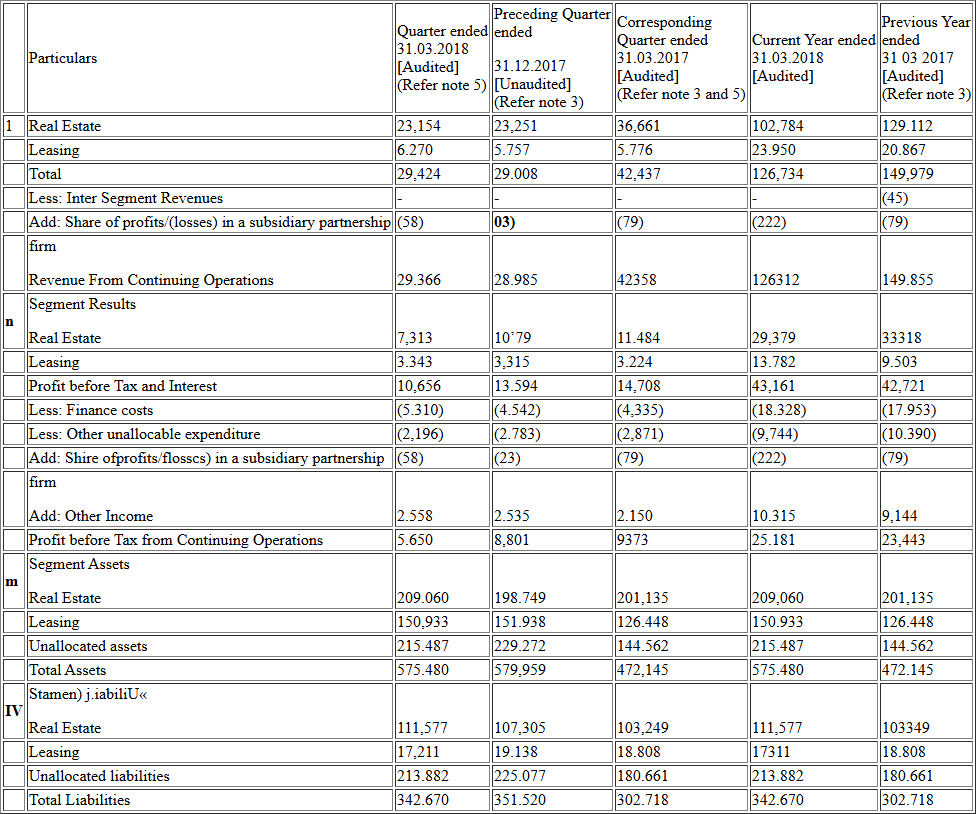 Particulars Quarter ended 31.03.2018 [Audited] (Refer note 5) Preceding Quarter ended 31.12.2017 [Unaudited] (Refer note 3) Corresponding Quarter ended 31.03.2017 [Audited] (Refer note 3 and 5) Current Year ended 31.03.2018 [Audited] Previous Year ended 31 03 2017 [Audited] (Refer note 3)
1 Real Estate 23,154 23,251 36,661 102,784 129.112
Leasing 6.270 5.757 5.776 23.950 20.867
Total 29,424 29.008 42,437 126,734 149,979
Less: Inter Segment Revenues - - - - (45)
Add: Share of profits/(losses) in a subsidiary partnership (58) 03) (79) (222) (79)
firm
Revenue From Continuing Operations 29.366 28.985 42358 126312 149.855
n Segment Results
Real Estate 7,313 10’79 11.484 29,379 33318
Leasing 3.343 3,315 3.224 13.782 9.503
Profit before Tax and Interest 10,656 13.594 14,708 43,161 42,721
Less: Finance costs (5.310) (4.542) (4,335) (18.328) (17.953)
Less: Other unallocable expenditure (2,196) (2.783) (2,871) (9,744) (10.390)
Add: Shire ofprofits/flosscs) in a subsidiary partnership (58) (23) (79) (222) (79)
firm
Add: Other Income 2.558 2.535 2.150 10.315 9,144
Profit before Tax from Continuing Operations 5.650 8,801 9373 25.181 23,443
m Segment Assets
Real Estate 209.060 198.749 201,135 209,060 201,135
Leasing 150,933 151.938 126.448 150.933 126.448
Unallocated assets 215.487 229.272 144.562 215.487 144.562
Total Assets 575.480 579,959 472,145 575.480 472.145
IV Stamen) j.iabiliU«
Real Estate 111,577 107,305 103,249 111,577 103349
Leasing 17,211 19.138 18.808 17311 18.808
Unallocated liabilities 213.882 225.077 180.661 213.882 180.661
Total Liabilities 342.670 351.520 302.718 342.670 302.718